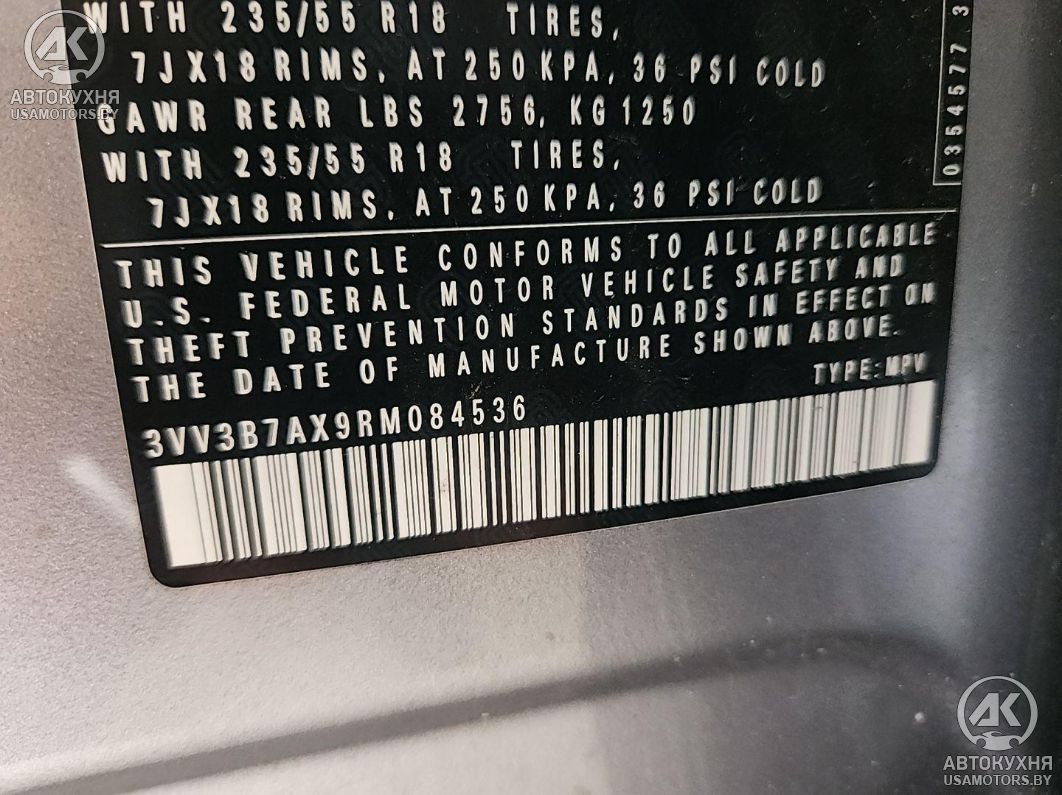 WITH 235/55 R18 TIRES,
7JX18 RIMS, AT 250 KPA, 36 PSI COLD
GAWR REAR LBS 2756, KG 1250
WITH 235/55 R18 TIRES,
7JX18 RIMS, AT 250 KPA, 36 PSI COLD
THIS VEHICLE CONFORMS TO ALL APPLICABLE
U.S. FEDERAL MOTOR VEHICLE SAFETY AND
THEFT PREVENTION STANDARDS IN EFFECT ON
THE DATE OF MANUFACTURE SHOWN ABOVE.
TYPE: MPV
3VV3B7AX9RM084536
0354577 3
AK
АВТОКУХНЯ
USAMOTORS.BY
AK
АВТОКУХНЯ
USAMOTORS.BY